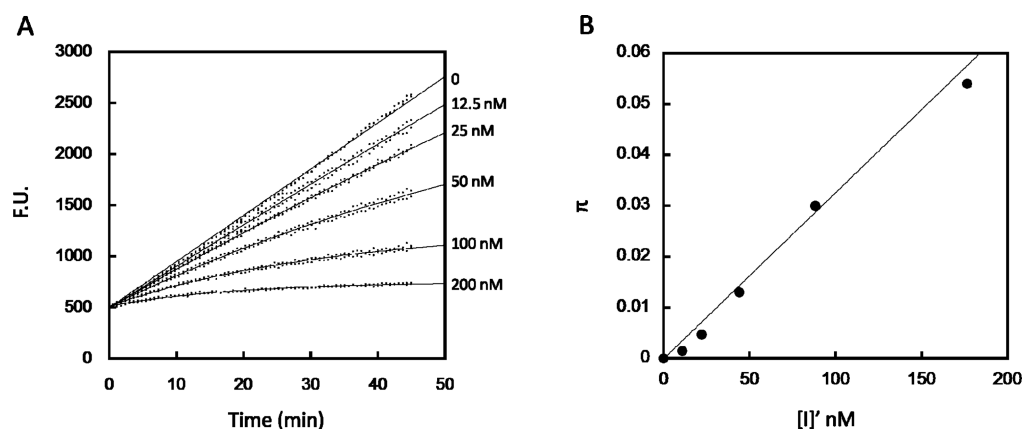 A
3000
2500
2000
1500
1000
500
0
F.U.
0
12.5 nM
25 nM
50 nM
100 nM
200 nM
0 10 20 30 40 50
Time (min)
B
0.06
0.05
0.04
0.03
0.02
0.01
0
π
0 50 100 150 200
[I]' nM